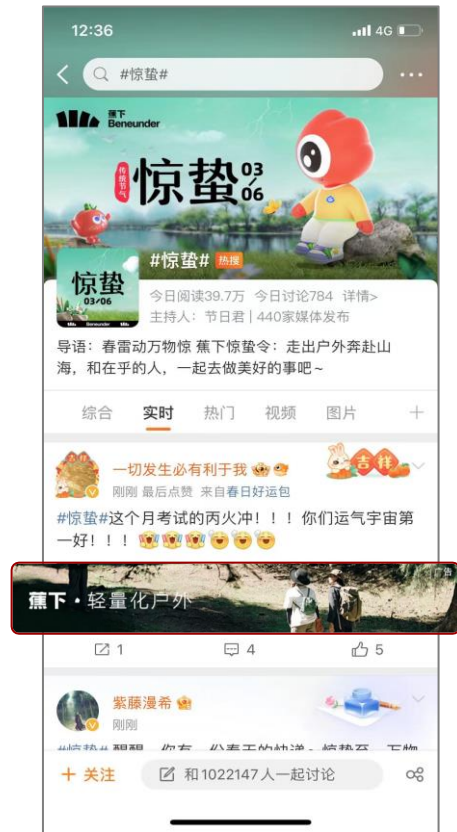 12:36
4G
#惊蛰#
蕉下
Beneunder
传统节气
惊蛰
03/06
惊蛰
03/06
#惊蛰# 热搜
今日阅读39.7万 今日讨论784 详情>
主持人：节日君 | 440家媒体发布
导语：春雷动万物惊 蕉下惊蛰令：走出户外奔赴山
海，和在乎的人，一起去做美好的事吧～
综合 实时 热门 视频 图片
一切发生必有利于我
吉祥
刚刚 最后点赞 来自春日好运包
#惊蛰#这个月考试的丙火冲！！！你们运气宇宙第
一好！！！
广告
蕉下·轻量化户外
1 4 5
紫藤漫希
刚刚
+ 关注
和1022147人一起讨论